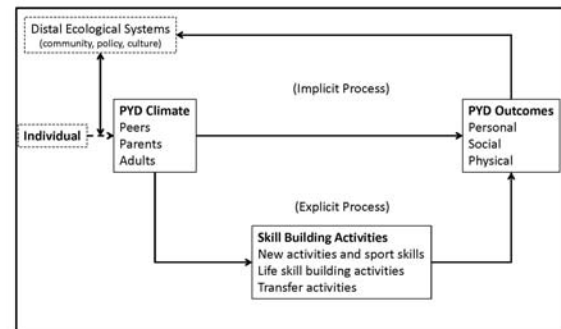 Distal Ecological Systems
(community, policy, culture)
(Implicit Process)
PYD Climate
Peers
Parents
Adults
PYD Outcomes
Personal
Social
Physical
Individual
(Explicit Process)
Skill Building Activities
New activities and sport skills
Life skill building activities
Transfer activities